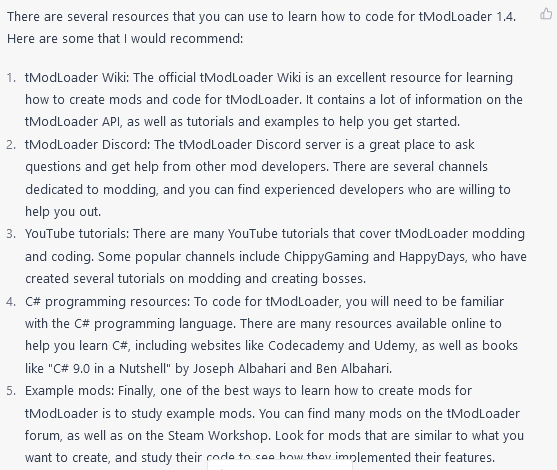 There are several resources that you can use to learn how to code for tModLoader 1.4.
Here are some that I would recommend:
1. tModLoader Wiki: The official tModLoader Wiki is an excellent resource for learning
how to create mods and code for tModLoader. It contains a lot of information on the
tModLoader API, as well as tutorials and examples to help you get started.
2. tModLoader Discord: The tModLoader Discord server is a great place to ask
questions and get help from other mod developers. There are several channels
dedicated to modding, and you can find experienced developers who are willing to
help you out.
3. YouTube tutorials: There are many YouTube tutorials that cover tModLoader modding
and coding. Some popular channels include ChippyGaming and HappyDays, who have
created several tutorials on modding and creating bosses.
4. C# programming resources: To code for tModLoader, you will need to be familiar
with the C# programming language. There are many resources available online to
help you learn C#, including websites like Codecademy and Udemy, as well as books
like "C# 9.0 in a Nutshell" by Joseph Albahari and Ben Albahari.
5. Example mods: Finally, one of the best ways to learn how to create mods for
tModLoader is to study example mods. You can find many mods on the tModLoader
forum, as well as on the Steam Workshop. Look for mods that are similar to what you
want to create, and study their code to see how they implemented their features.